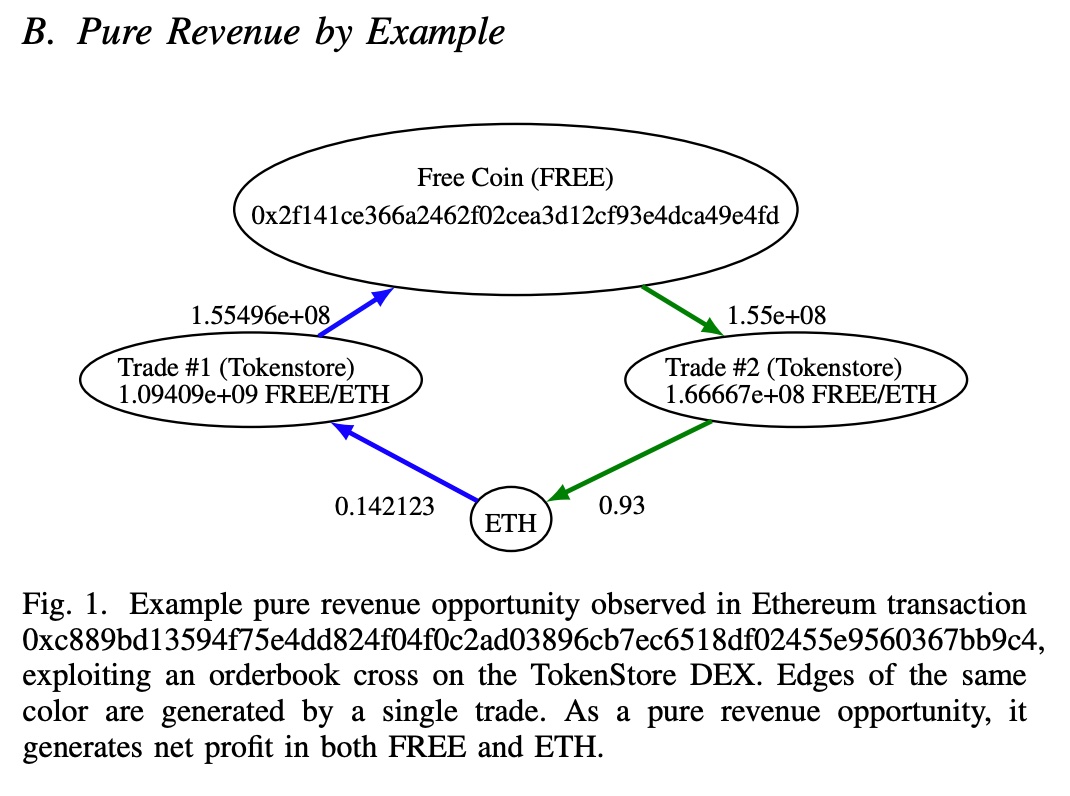 B. Pure Revenue by Example
Free Coin (FREE)
0x2f141ce366a2462f02cea3d12cf93e4dca49e4fd
1.55496e+08
1.55e+08
Trade #1 (Tokenstore)
1.09409e+09 FREE/ETH
Trade #2 (Tokenstore)
1.66667e+08 FREE/ETH
0.142123
0.93
ETH
Fig. 1. Example pure revenue opportunity observed in Ethereum transaction
0xc889bd13594f75e4dd824f04f0c2ad03896cb7ec6518df02455e9560367bb9c4,
exploiting an orderbook cross on the TokenStore DEX. Edges of the same
color are generated by a single trade. As a pure revenue opportunity, it
generates net profit in both FREE and ETH.